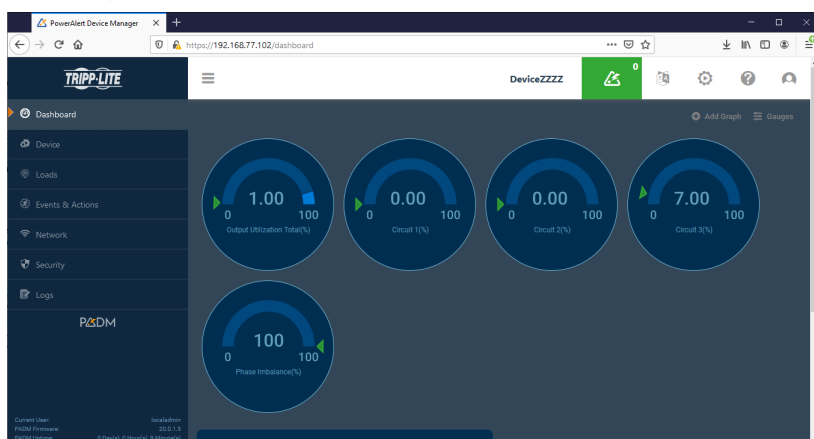 PowerAlert Device Manager
https://192.168.77.102/dashboard
TRIPP·LITE
DeviceZZZZ
0
Dashboard
Add Graph
Gauges
Device
Loads
Events & Actions
Network
Security
Logs
PADM
1.00
0 100
Output Utilization Total(%)
0.00
0 100
Circuit 1(%)
0.00
0 100
Circuit 2(%)
7.00
0 100
Circuit 3(%)
100
0 100
Phase Imbalance(%)
Current User: localadmin
PADM Firmware: 20.0.1.5